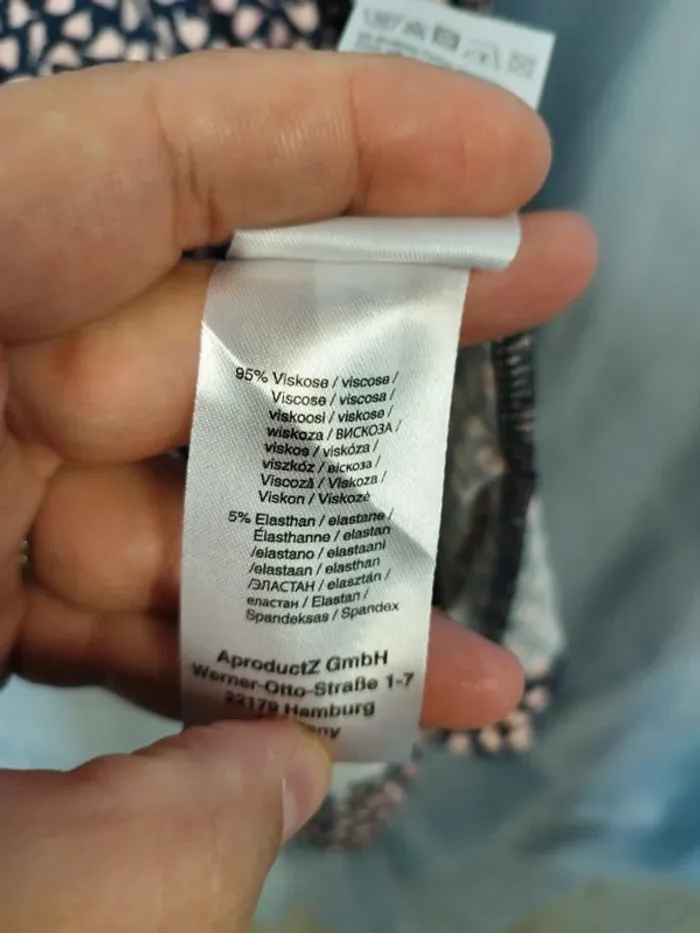 95% Viskose / viscose /
Viscose / viscosa /
viskoosi / viskose /
wiskoza / ВИСКОЗА /
viskos / viskóza /
viszkóz / віскоза /
Viscoză / Viskoza /
Viskon / Viskozė
5% Elasthan / elastane /
Élasthanne / elastan
/elastano / elastaani
/elastaan / elasthan
/ЭЛАСТАН / elasztán /
еластан / Elastan /
Spandeksas / Spandex
AproductZ GmbH
Werner-Otto-Straße 1-7
22179 Hamburg